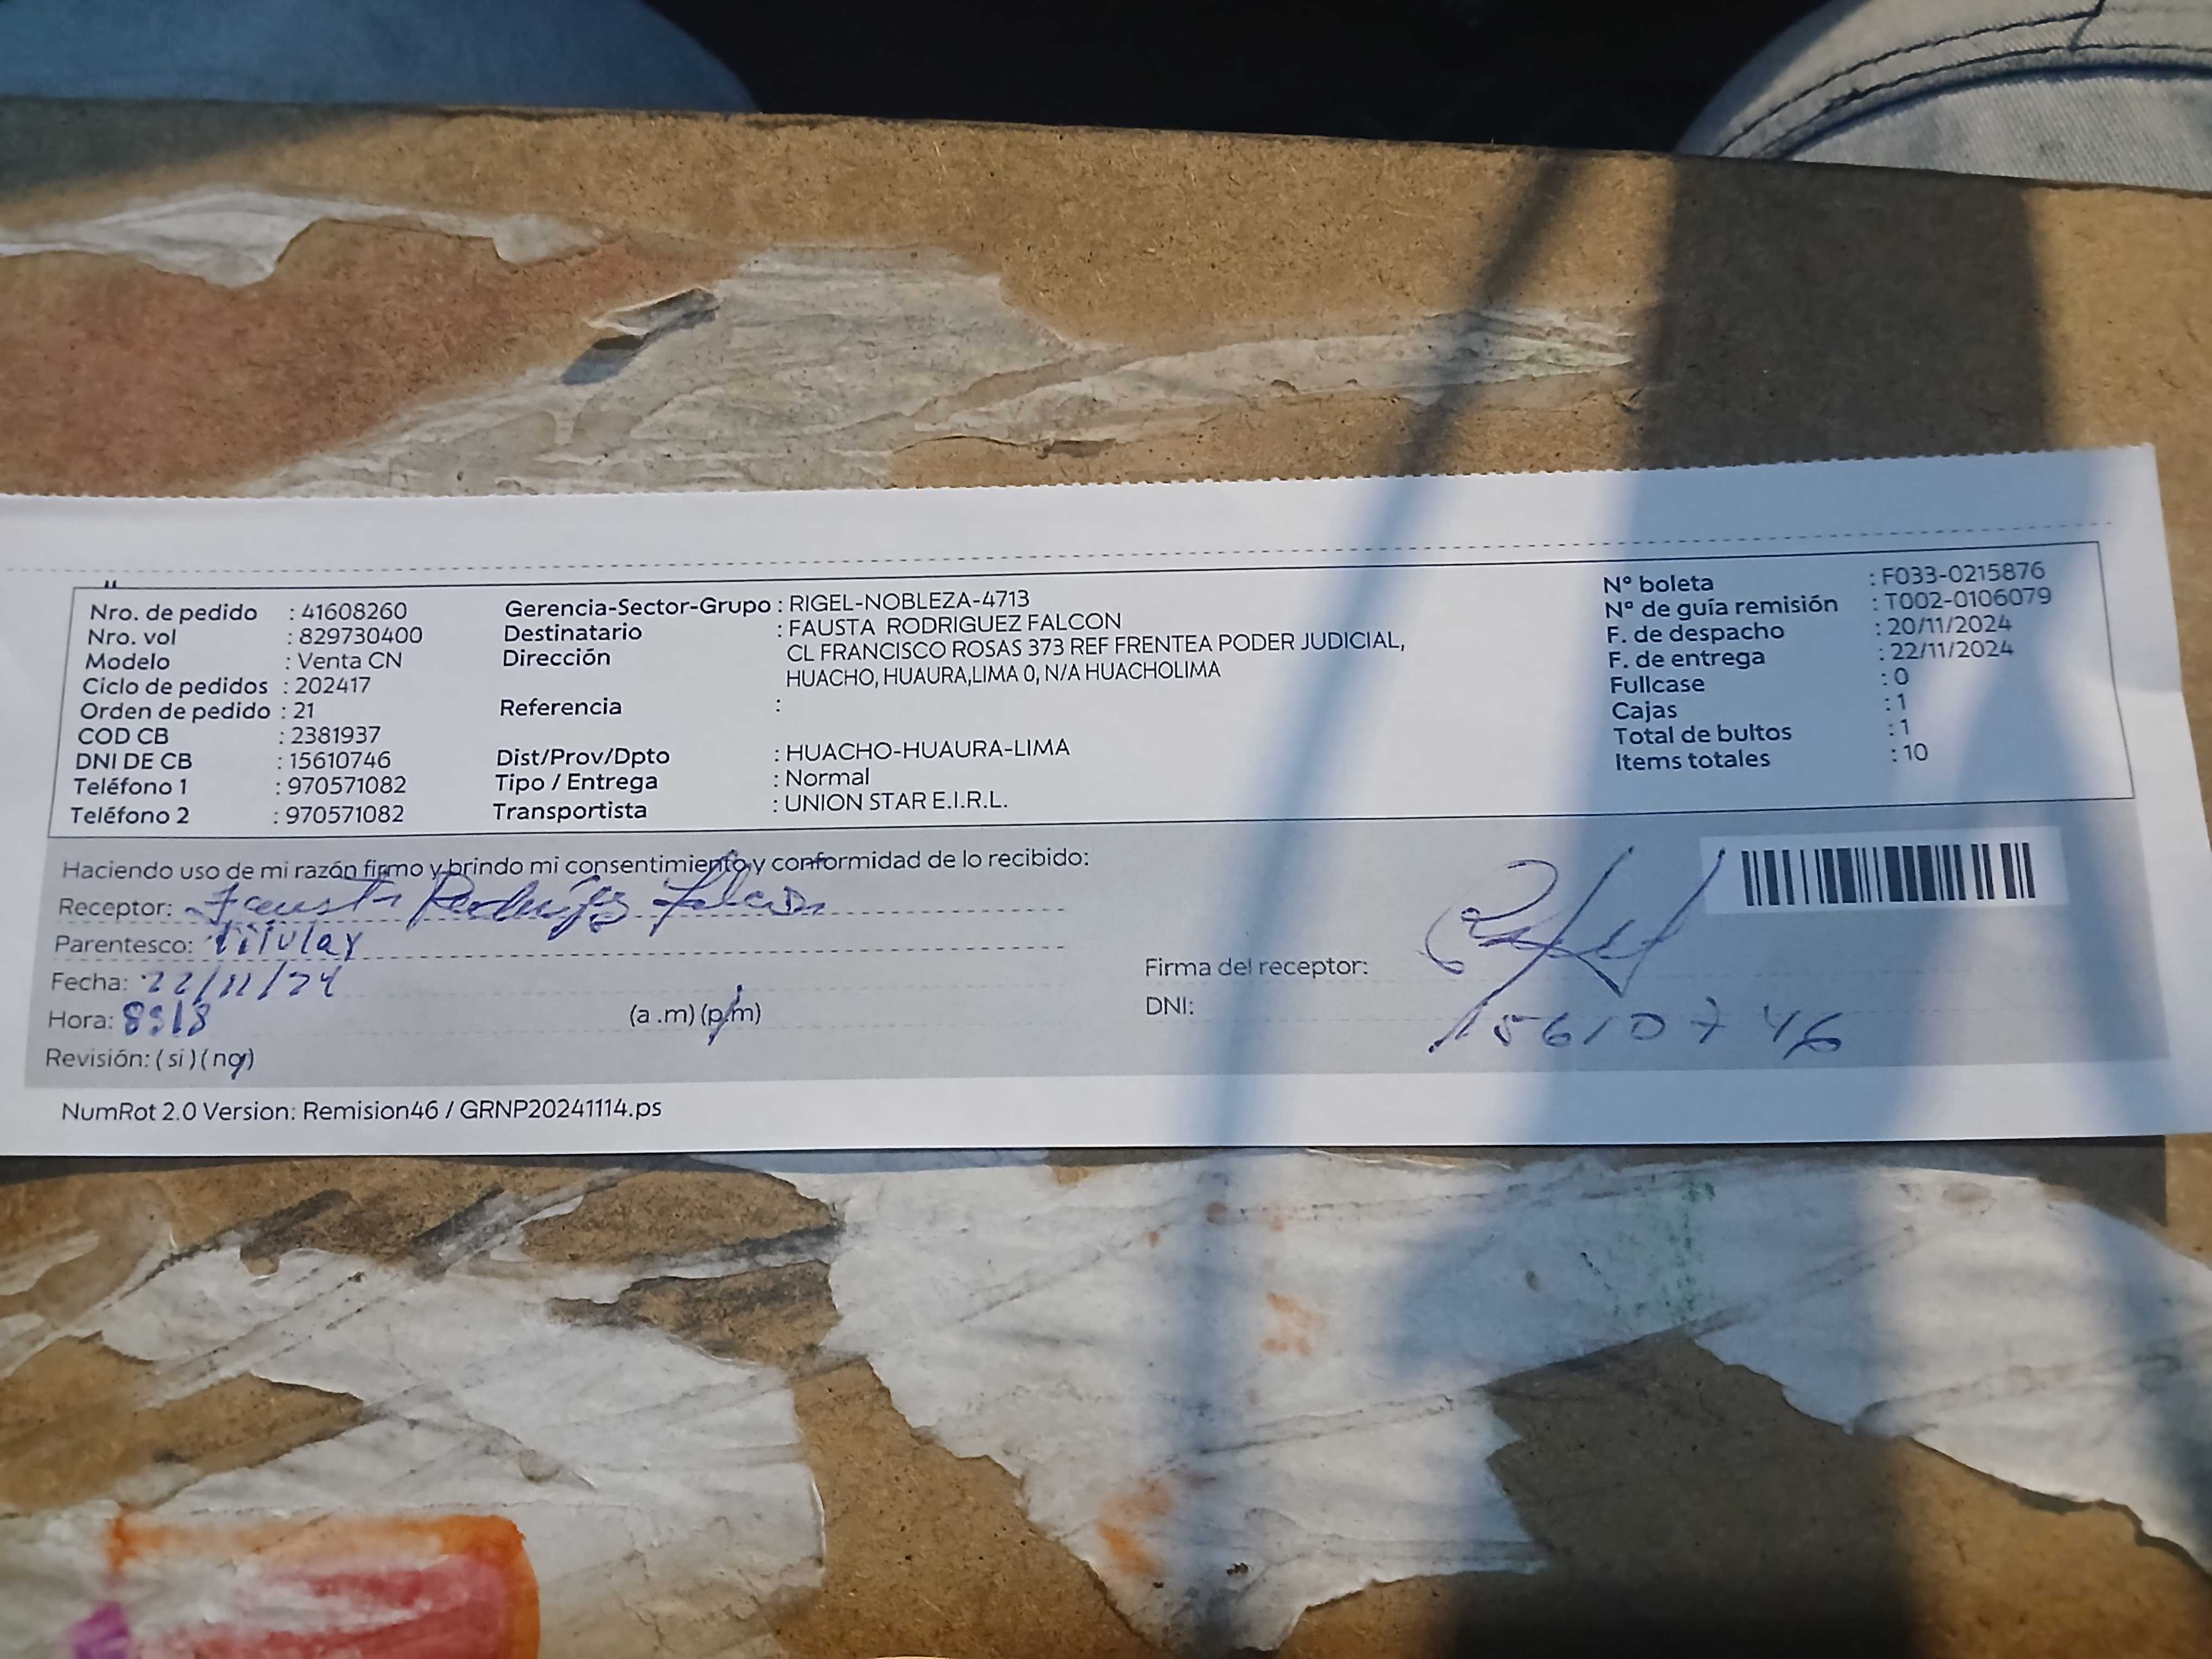 Nro. de pedido : 41608260
Nro. vol : 829730400
Modelo : Venta CN
Ciclo de pedidos : 202417
Orden de pedido : 21
COD CB : 2381937
DNI DE CB : 15610746
Teléfono 1 : 970571082
Teléfono 2 : 970571082
Gerencia-Sector-Grupo : RIGEL-NOBLEZA-4713
Destinatario : FAUSTA RODRIGUEZ FALCON
Dirección CL FRANCISCO ROSAS 373 REF FRENTEA PODER JUDICIAL,
HUACHO, HUAURA,LIMA 0, N/A HUACHOLIMA
Referencia :
Dist/Prov/Dpto : HUACHO-HUAURA-LIMA
Tipo / Entrega : Normal
Transportista : UNION STAR E.I.R.L.
N° boleta : F033-0215876
N° de guía remisión : T002-0106079
F. de despacho : 20/11/2024
F. de entrega : 22/11/2024
Fullcase : 0
Cajas : 1
Total de bultos : 1
Items totales : 10
Haciendo uso de mi razón firmo y brindo mi consentimiento y conformidad de lo recibido:
Receptor: Fausta Rodriguez Falcon
Parentesco: titular
Fecha: 22/11/24
Hora: (a .m) (p.m)
Revisión: ( si ) ( no )
Firma del receptor:
DNI: 15610746
NumRot 2.0 Version: Remision46 / GRNP20241114.ps